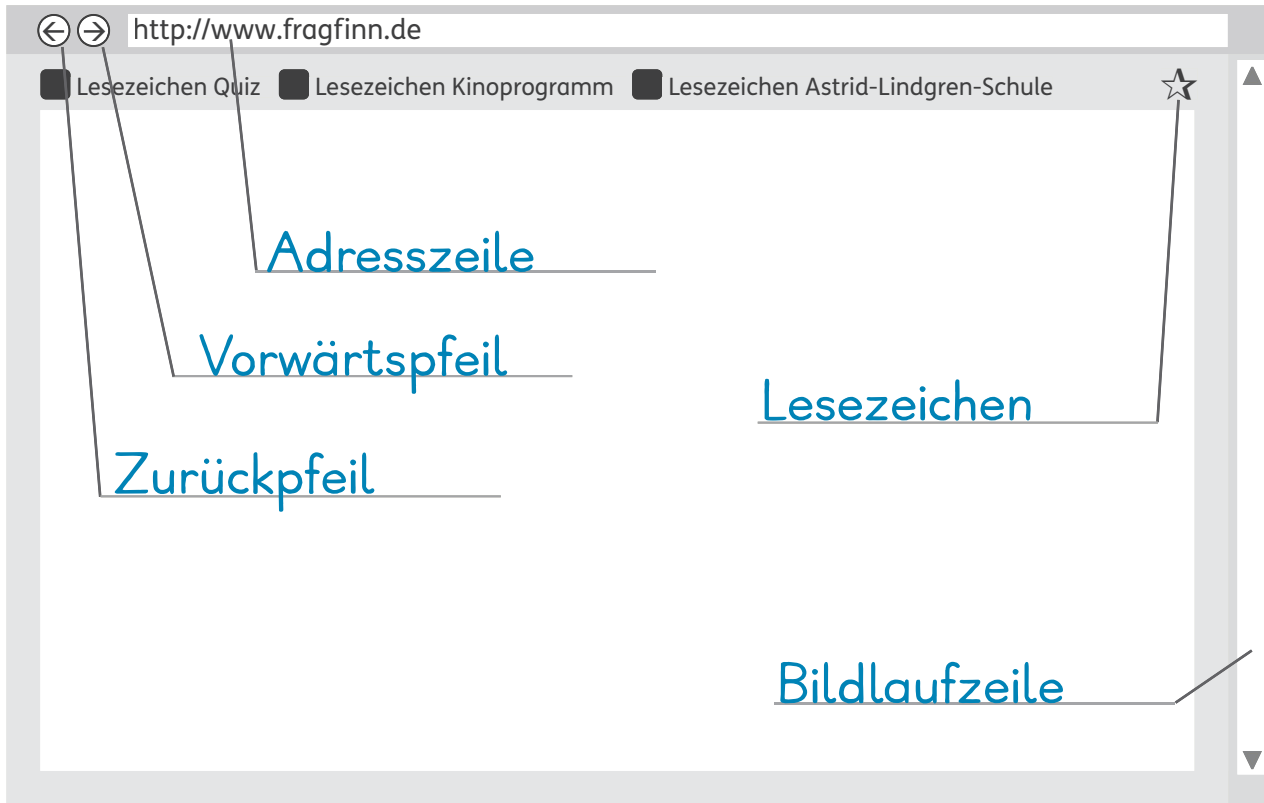 http://www.fragfinn.de
Lesezeichen Quiz Lesezeichen Kinoprogramm Lesezeichen Astrid-Lindgren-Schule
Adresszeile
Vorwärtspfeil
Lesezeichen
Zurückpfeil
Bildlaufzeile